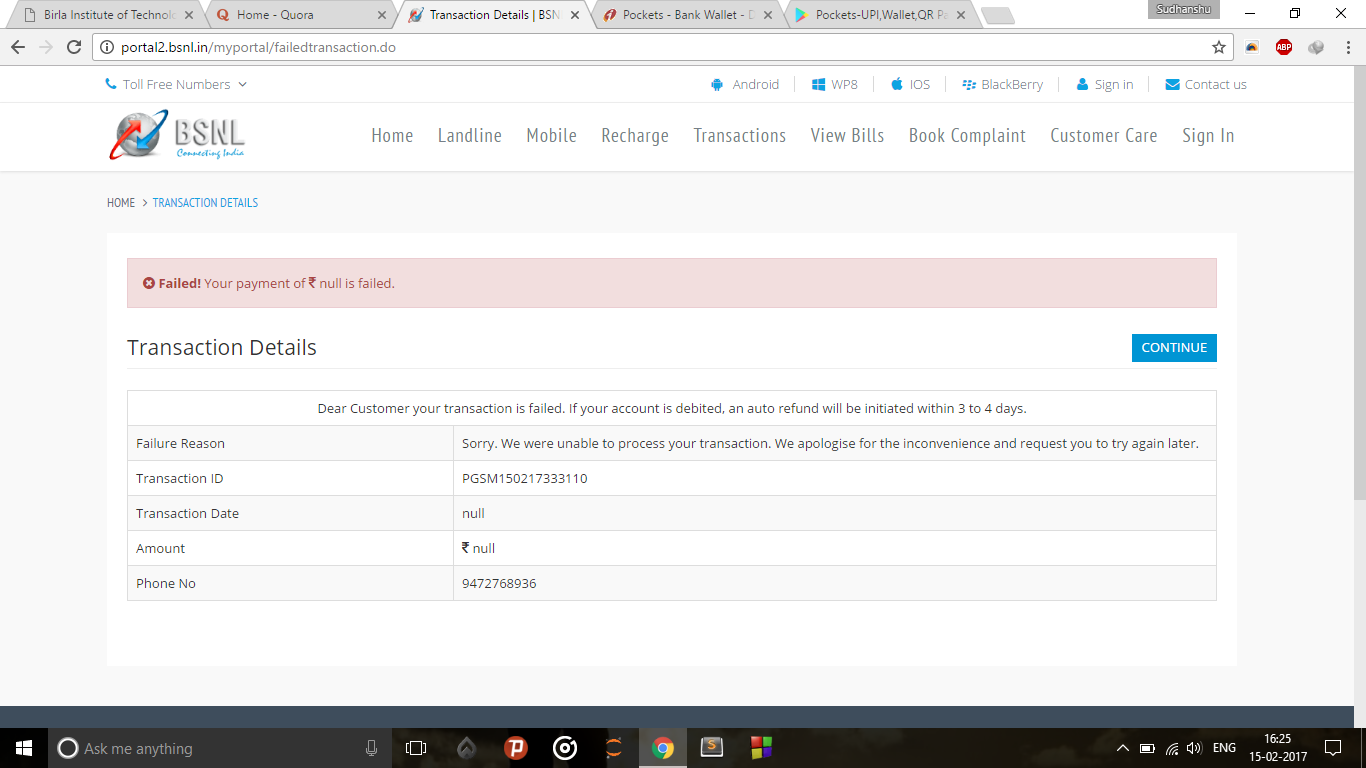 Sudhanshu
Birla Institute of Technolo
Home - Quora
Transaction Details | BSN
Pockets - Bank Wallet - D
Pockets-UPI,Wallet,QR Pa
portal2.bsnl.in/myportal/failedtransaction.do
ABP
Toll Free Numbers
Android
WP8
IOS
BlackBerry
Sign in
Contact us
BSNL
Connecting India
Home
Landline
Mobile
Recharge
Transactions
View Bills
Book Complaint
Customer Care
Sign In
HOME > TRANSACTION DETAILS
Failed! Your payment of ₹ null is failed.
Transaction Details
CONTINUE
Dear Customer your transaction is failed. If your account is debited, an auto refund will be initiated within 3 to 4 days.
Failure Reason Sorry. We were unable to process your transaction. We apologise for the inconvenience and request you to try again later.
Transaction ID PGSM150217333110
Transaction Date null
Amount ₹ null
Phone No 9472768936
Ask me anything
ENG
16:25
15-02-2017